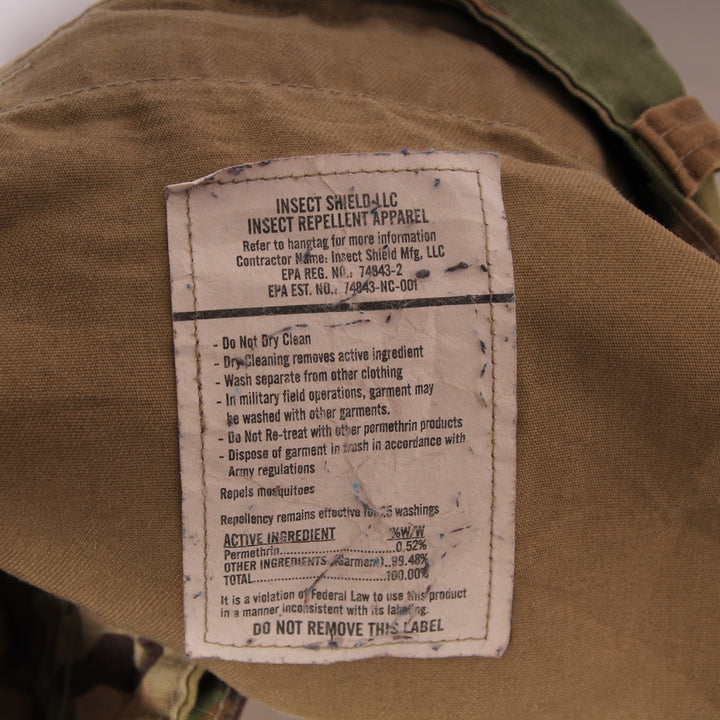 INSECT SHIELD LLC
INSECT REPELLENT APPAREL
Refer to hangtag for more information
Contractor Name: Insect Shield Mfg, LLC
EPA REG. NO.: 74843-2
EPA EST. NO.: 74843-NC-001
- Do Not Dry Clean
- Dry Cleaning removes active ingredient
- Wash separate from other clothing
- In military field operations, garment may
be washed with other garments.
- Do Not Re-treat with other permethrin products
- Dispose of garment in trash in accordance with
Army regulations
Repels mosquitoes
Repellency remains effective for 25 washings
ACTIVE INGREDIENT %W/W
Permethrin..............................0.52%
OTHER INGREDIENTS (Garment)..99.48%
TOTAL..................................100.00%
It is a violation of Federal Law to use this product
in a manner inconsistent with its labeling.
DO NOT REMOVE THIS LABEL